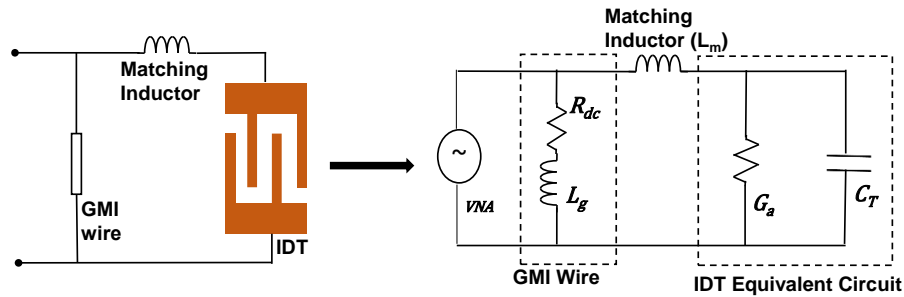 Matching
Inductor
GMI
wire
IDT
Matching
Inductor (Lm)
Rdc
~
VNA
Lg
Ga
CT
GMI Wire
IDT Equivalent Circuit